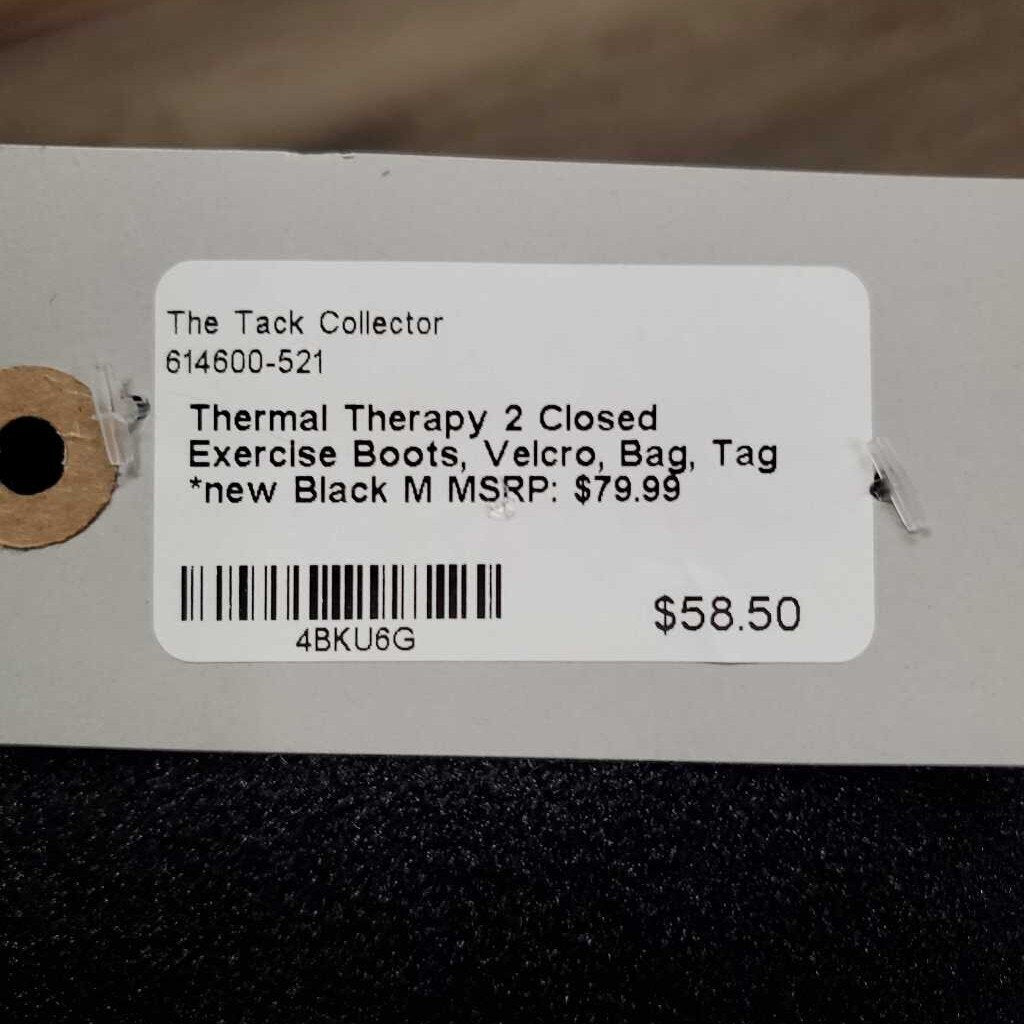 The Tack Collector
614600-521
Thermal Therapy 2 Closed
Exercise Boots, Velcro, Bag, Tag
*new Black M MSRP: $79.99
4BKU6G
$58.50